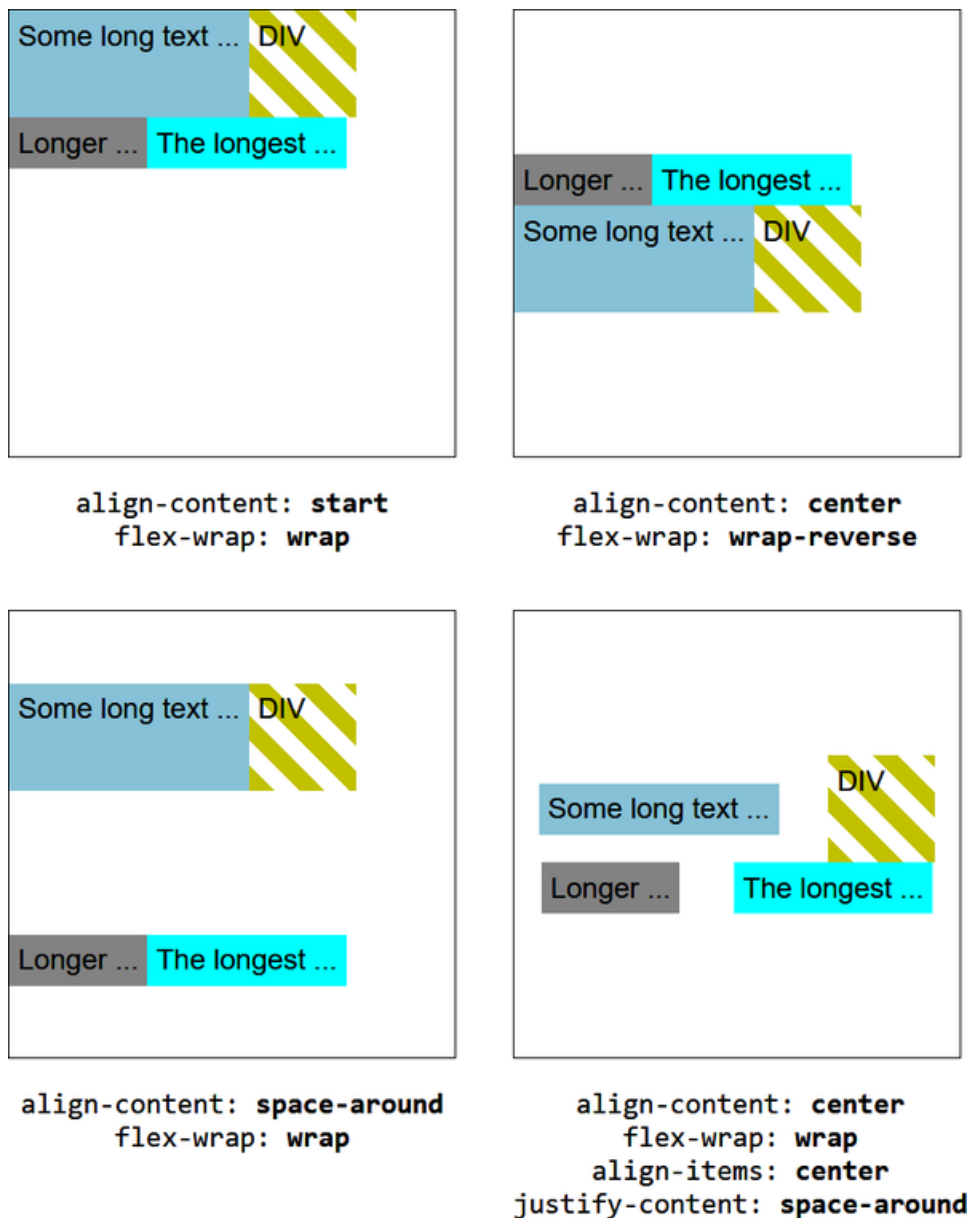 Some long text ... DIV
Longer ... The longest ...
align-content: start
flex-wrap: wrap
Longer ... The longest ...
Some long text ... DIV
align-content: center
flex-wrap: wrap-reverse
Some long text ... DIV
Longer ... The longest ...
align-content: space-around
flex-wrap: wrap
DIV
Some long text ...
Longer ... The longest ...
align-content: center
flex-wrap: wrap
align-items: center
justify-content: space-around